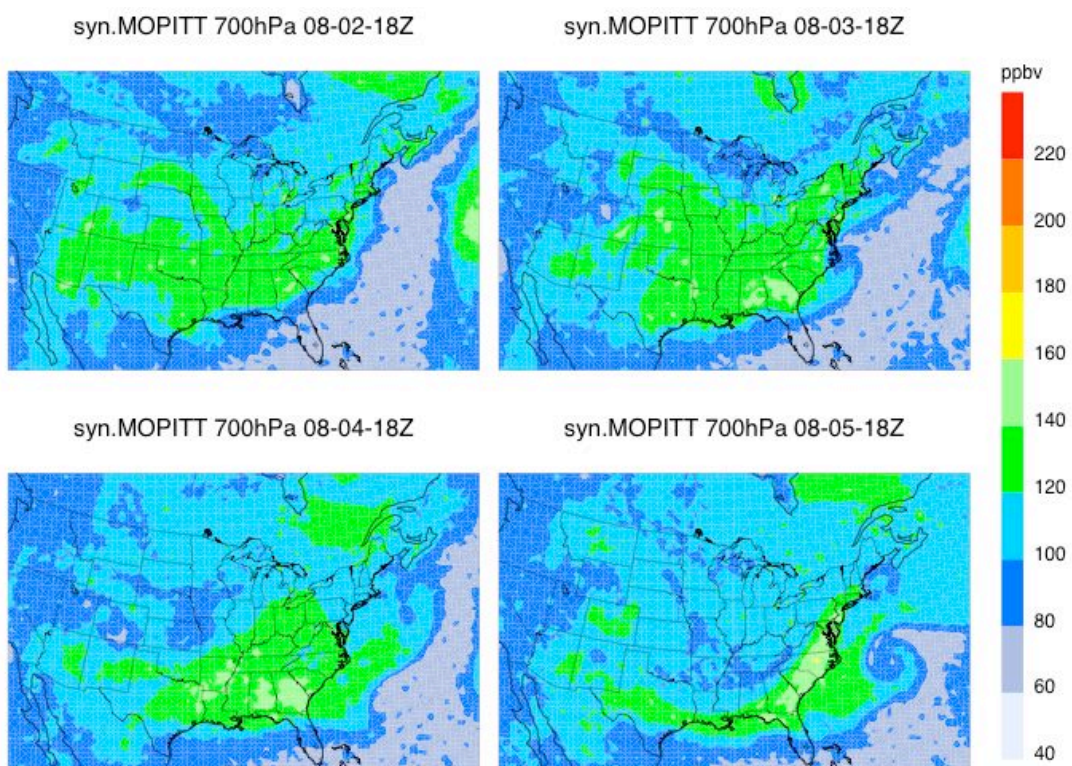 syn.MOPITT 700hPa 08-02-18Z
syn.MOPITT 700hPa 08-03-18Z
ppbv
220
200
180
160
140
120
100
80
60
40
syn.MOPITT 700hPa 08-04-18Z
syn.MOPITT 700hPa 08-05-18Z